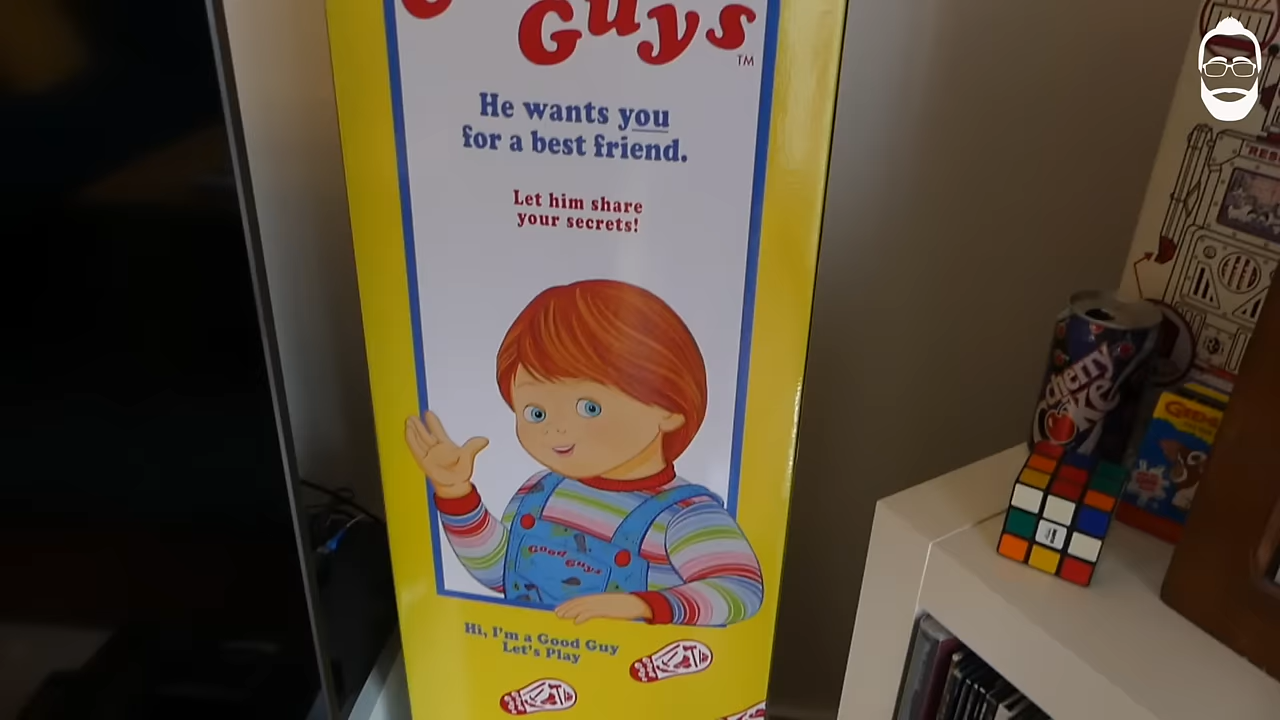 Guys
TM
He wants you
for a best friend.
Let him share
your secrets!
Good Guys
Hi, I'm a Good Guy
Let's Play
cherry
Coke